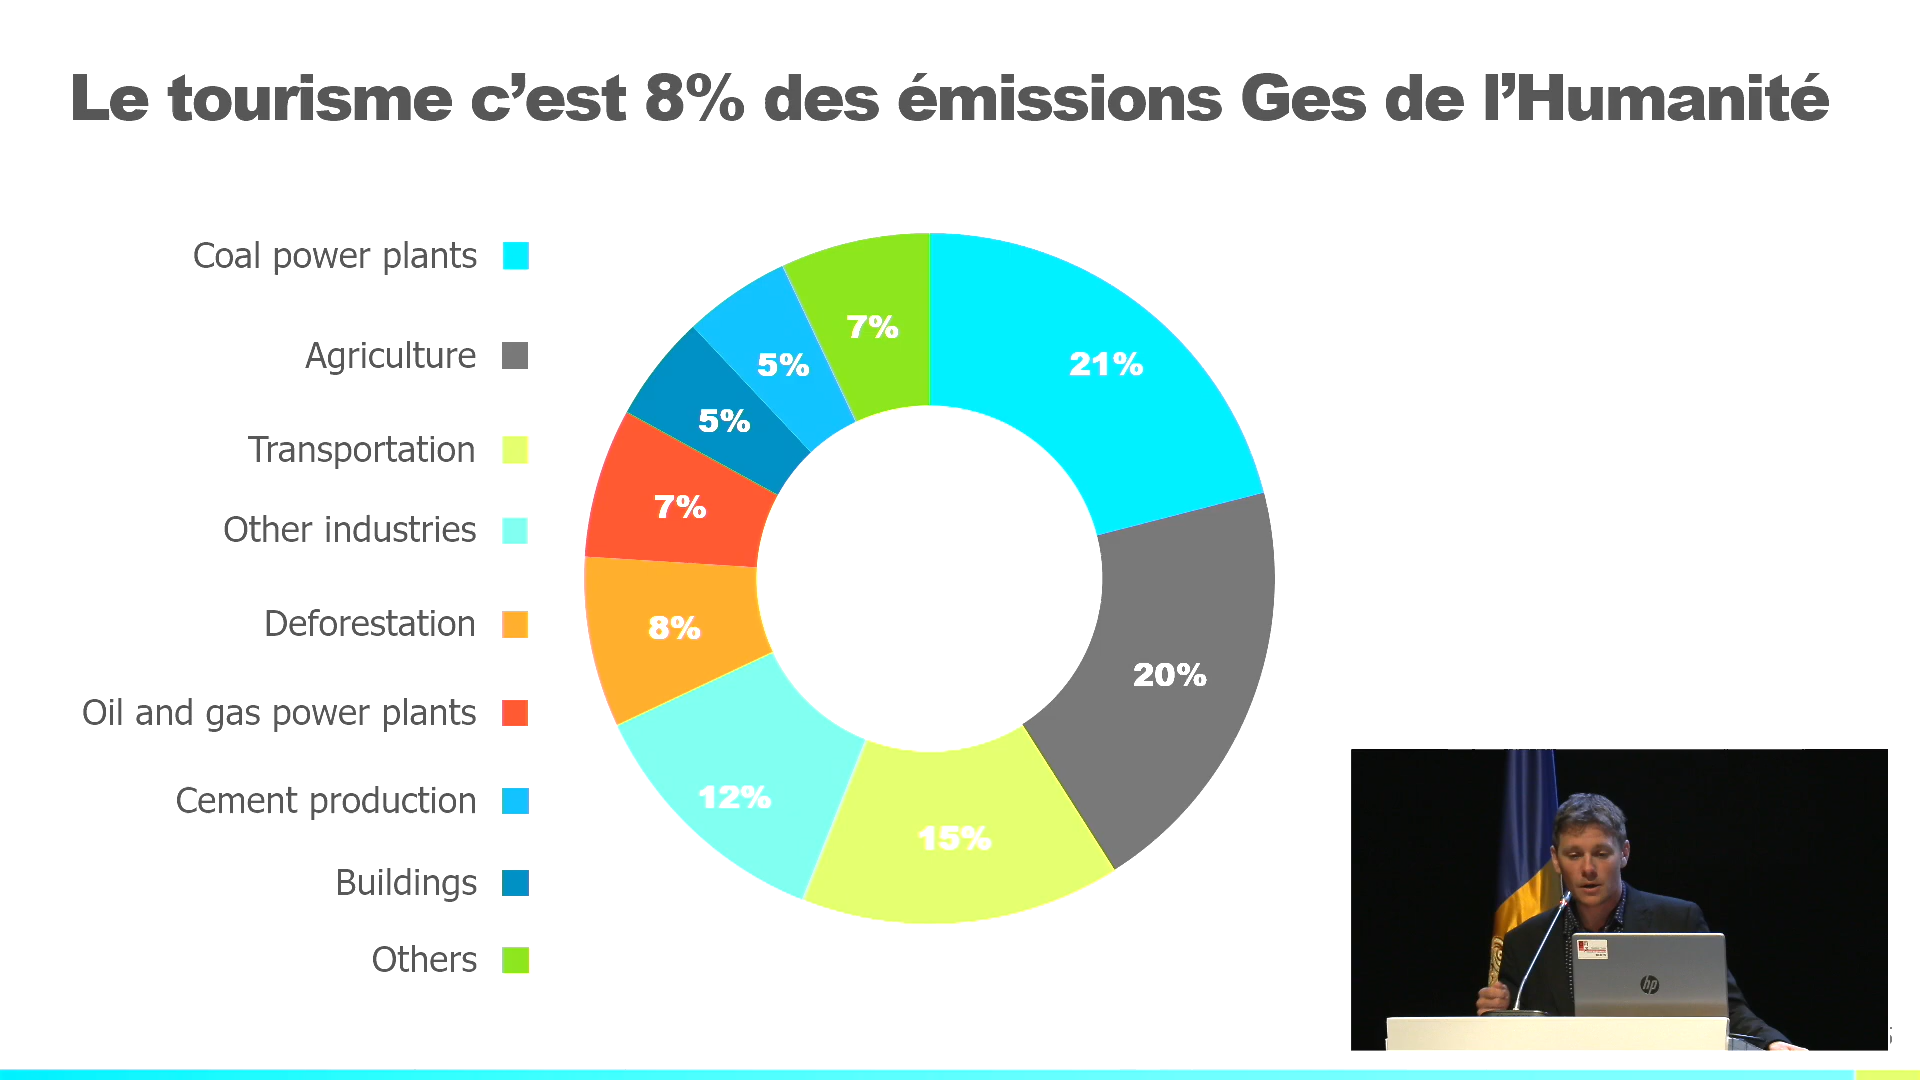 Le tourisme c’est 8% des émissions Ges de l’Humanité
Coal power plants
Agriculture
Transportation
Other industries
Deforestation
Oil and gas power plants
Cement production
Buildings
Others
7%
21%
5%
5%
7%
20%
8%
12%
15%
hp